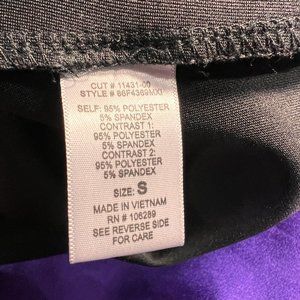 CUT # 11431-00
STYLE # 86F4369MXI
SELF: 95% POLYESTER
5% SPANDEX
CONTRAST 1:
95% POLYESTER
5% SPANDEX
CONTRAST 2:
95% POLYESTER
5% SPANDEX
SIZE: S
MADE IN VIETNAM
RN # 106289
SEE REVERSE SIDE
FOR CARE